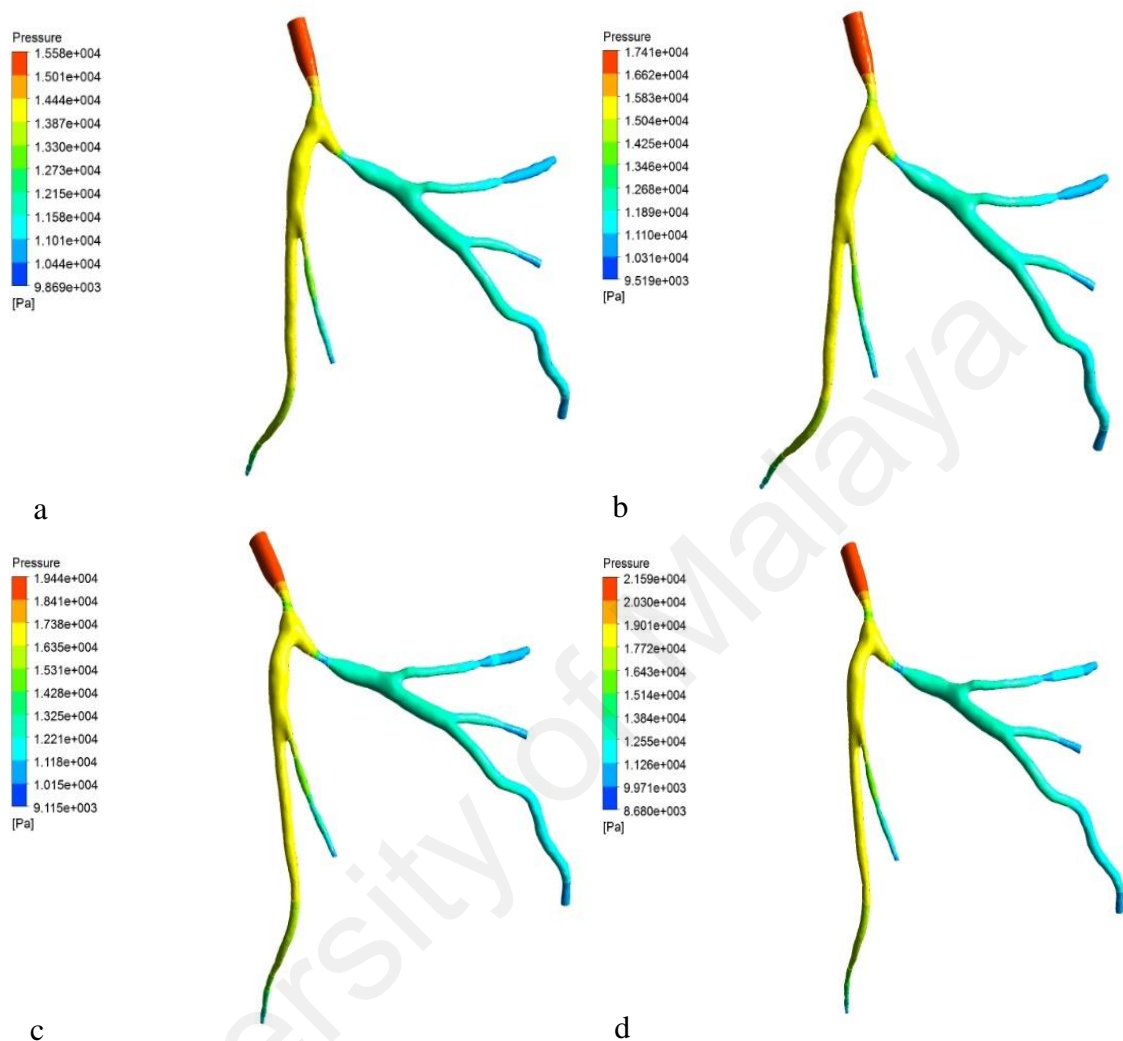 Pressure
1.558e+004
1.501e+004
1.444e+004
1.387e+004
1.330e+004
1.273e+004
1.215e+004
1.158e+004
1.101e+004
1.044e+004
9.869e+003
[Pa]
a
Pressure
1.741e+004
1.662e+004
1.583e+004
1.504e+004
1.425e+004
1.346e+004
1.268e+004
1.189e+004
1.110e+004
1.031e+004
9.519e+003
[Pa]
b
Pressure
1.944e+004
1.841e+004
1.738e+004
1.635e+004
1.531e+004
1.428e+004
1.325e+004
1.221e+004
1.118e+004
1.015e+004
9.115e+003
[Pa]
c
Pressure
2.159e+004
2.030e+004
1.901e+004
1.772e+004
1.643e+004
1.514e+004
1.384e+004
1.255e+004
1.126e+004
9.971e+003
8.680e+003
[Pa]
d
ersity of Malaya